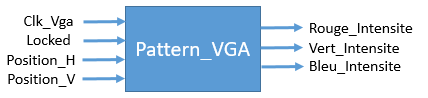 Clk_Vga
Locked
Position_H
Position_V
Pattern_VGA
Rouge_Intensite
Vert_Intensite
Bleu_Intensite